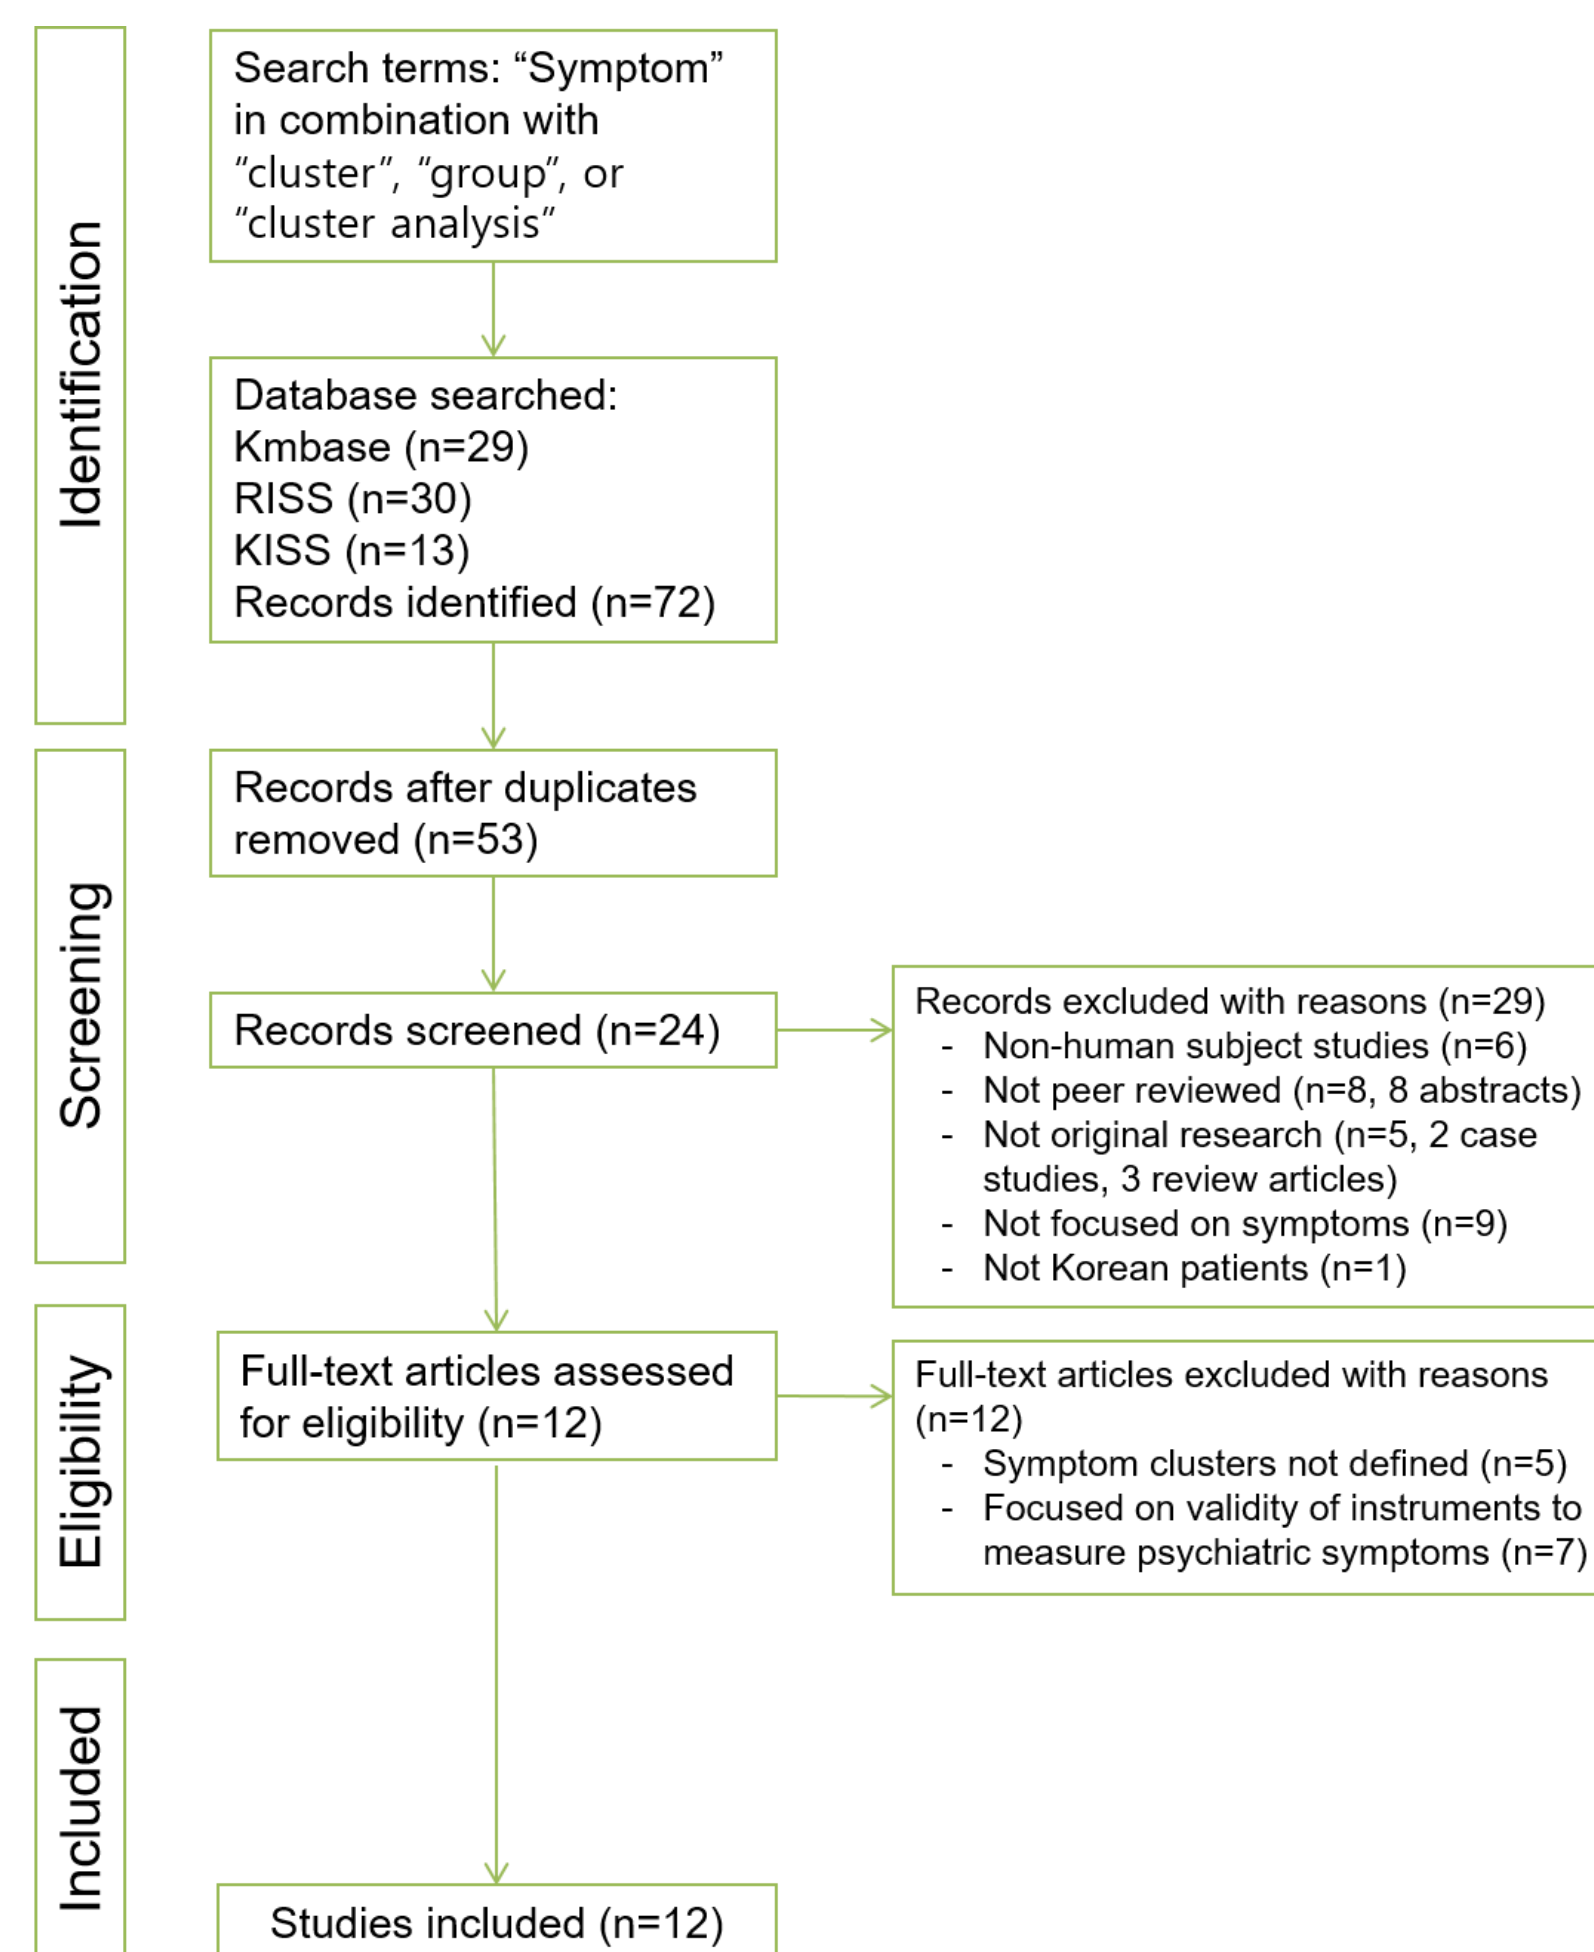 Identification
Search terms: “Symptom”
in combination with
“cluster”, “group”, or
“cluster analysis”
Database searched:
Kmbase (n=29)
RISS (n=30)
KISS (n=13)
Records identified (n=72)
Screening
Records after duplicates
removed (n=53)
Records screened (n=24)
Records excluded with reasons (n=29)
- Non-human subject studies (n=6)
- Not peer reviewed (n=8, 8 abstracts)
- Not original research (n=5, 2 case
studies, 3 review articles)
- Not focused on symptoms (n=9)
- Not Korean patients (n=1)
Eligibility
Full-text articles assessed
for eligibility (n=12)
Full-text articles excluded with reasons
(n=12)
- Symptom clusters not defined (n=5)
- Focused on validity of instruments to
measure psychiatric symptoms (n=7)
Included
Studies included (n=12)